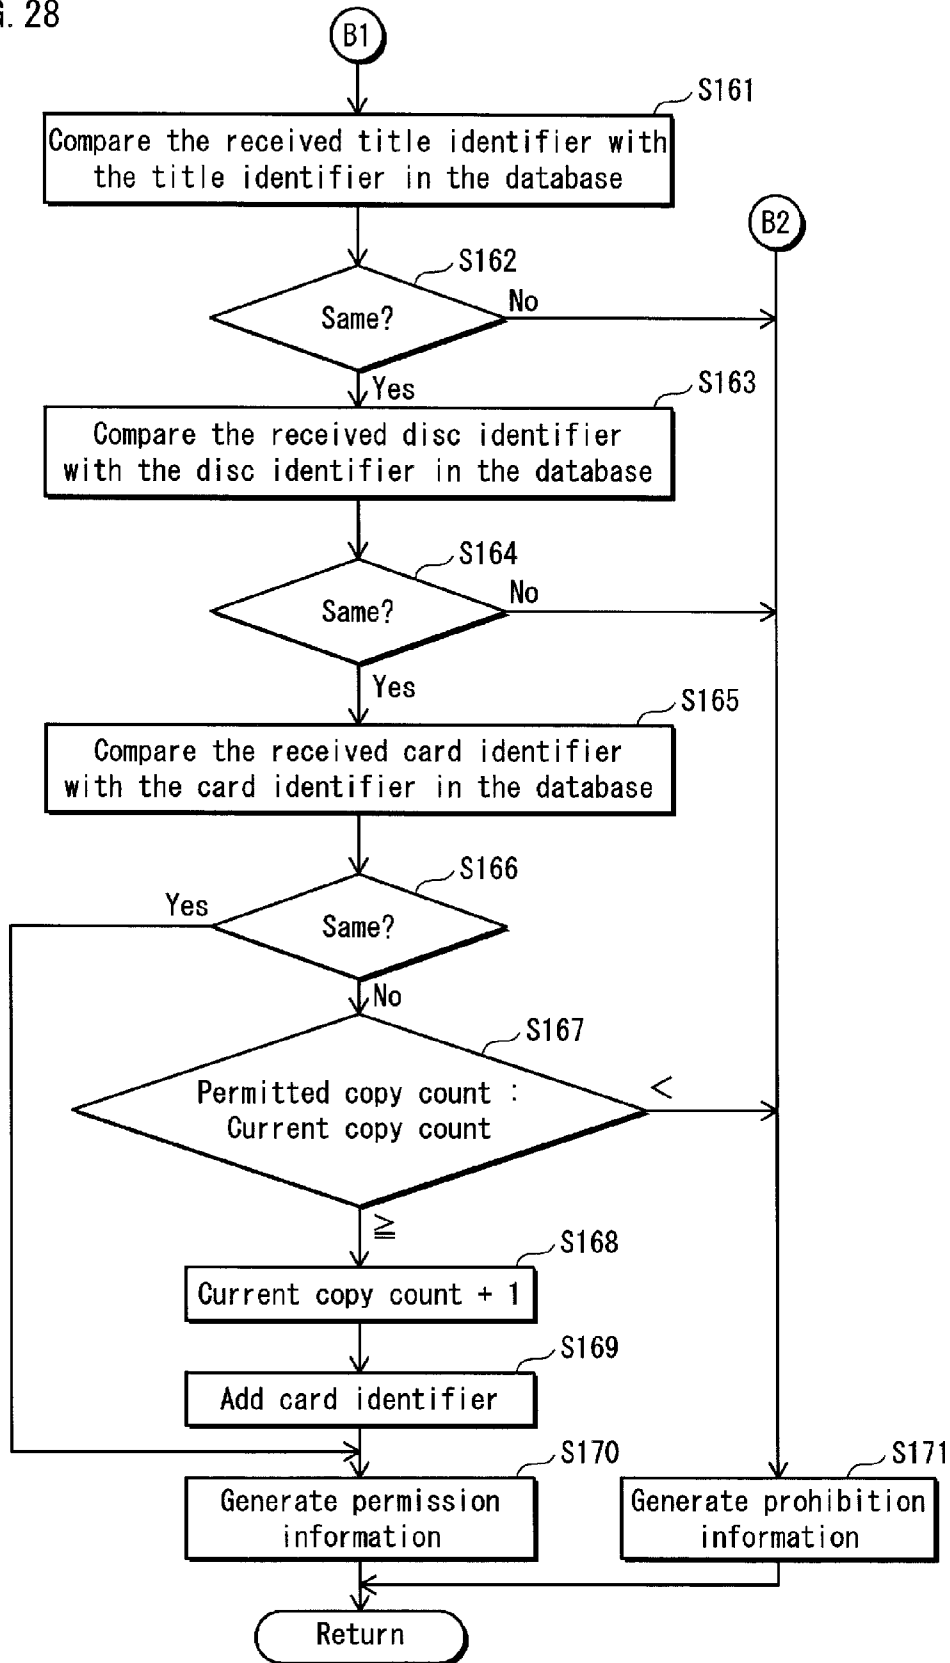 G. 28
B1
S161
Compare the received title identifier with
the title identifier in the database
B2
S162
Same?
No
Yes
S163
Compare the received disc identifier
with the disc identifier in the database
S164
Same?
No
Yes
S165
Compare the received card identifier
with the card identifier in the database
S166
Yes
Same?
No
S167
Permitted copy count :
Current copy count
<
≧
S168
Current copy count + 1
S169
Add card identifier
S170
Generate permission
information
S171
Generate prohibition
information
Return